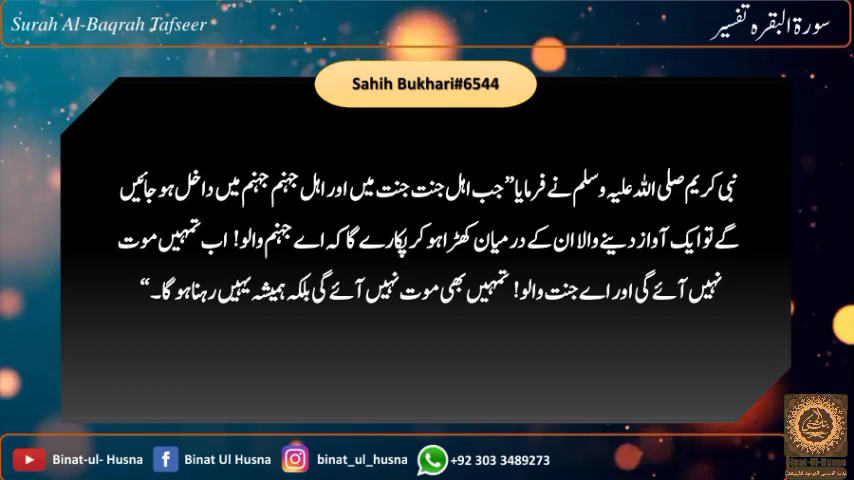 Surah Al-Baqrah Tafseer
سورۃ البقرہ تفسیر
Sahih Bukhari#6544
نبی کریم صلی اللہ علیہ وسلم نے فرمایا ”جب اہل جنت جنت میں اور اہل جہنم جہنم میں داخل ہو جائیں
گے تو ایک آواز دینے والا ان کے درمیان کھڑا ہو کر پکارے گا کہ اے جہنم والو! اب تمہیں موت
نہیں آئے گی اور اے جنت والو! تمہیں بھی موت نہیں آئے گی بلکہ ہمیشہ یہیں رہنا ہو گا۔“
Binat-ul- Husna
Binat Ul Husna
binat_ul_husna
+92 303 3489273
Binat-Ul-Husna